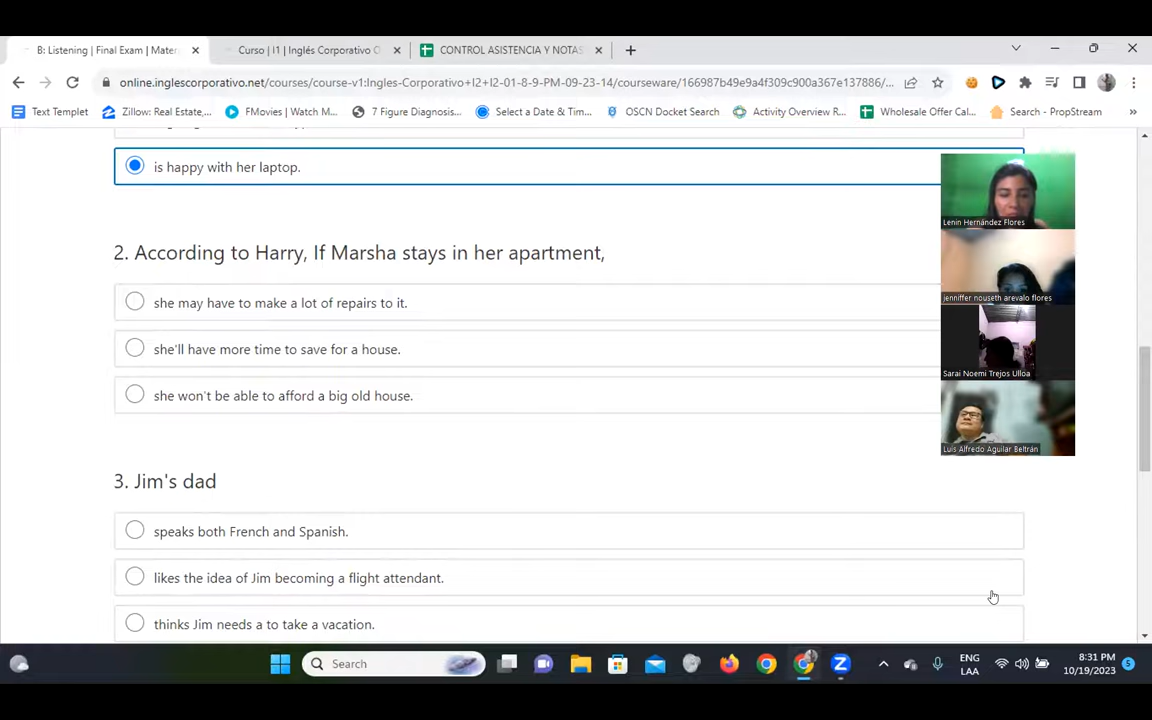 B: Listening | Final Exam | Mater
Curso | I1 | Inglés Corporativo O
CONTROL ASISTENCIA Y NOTAS
online.inglescorporativo.net/courses/course-v1:Ingles-Corporativo+I2+I2-01-8-9-PM-09-23-14/courseware/166987b49e9a4f309c900a367e137886/...
Text Templet
Zillow: Real Estate,...
FMovies | Watch M...
7 Figure Diagnosis...
Select a Date & Tim...
OSCN Docket Search
Activity Overview R...
Wholesale Offer Cal...
Search - PropStream
is happy with her laptop.
Lenin Hernández Flores
2. According to Harry, If Marsha stays in her apartment,
jenniffer nouseth arevalo flores
she may have to make a lot of repairs to it.
she'll have more time to save for a house.
Sarai Noemi Trejos Ulloa
she won't be able to afford a big old house.
Luis Alfredo Aguilar Beltrán
3. Jim's dad
speaks both French and Spanish.
likes the idea of Jim becoming a flight attendant.
thinks Jim needs a to take a vacation.
Search
ENG
LAA
8:31 PM
10/19/2023
5